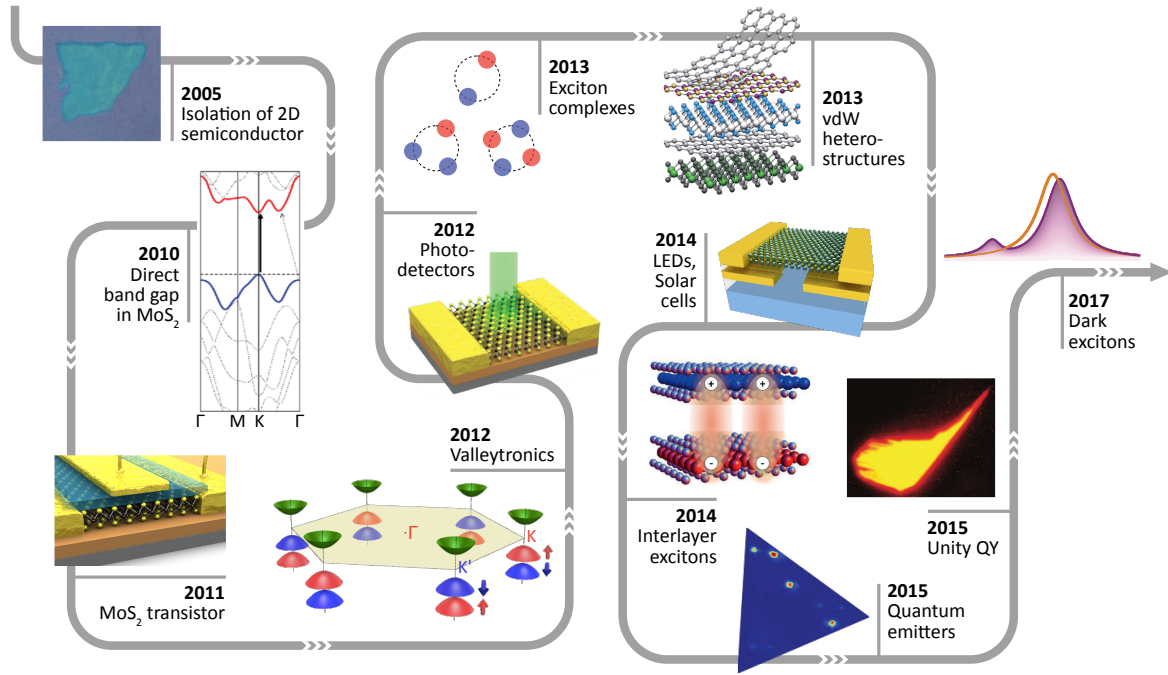 2005
Isolation of 2D
semiconductor
2010
Direct
band gap
in MoS₂
Γ M K Γ
2011
MoS₂ transistor
2012
Valleytronics
·Γ
K
K'
2012
Photo-
detectors
2013
Exciton
complexes
2013
vdW
hetero-
structures
2014
LEDs,
Solar
cells
+ +
- -
2014
Interlayer
excitons
2015
Quantum
emitters
2015
Unity QY
2017
Dark
excitons